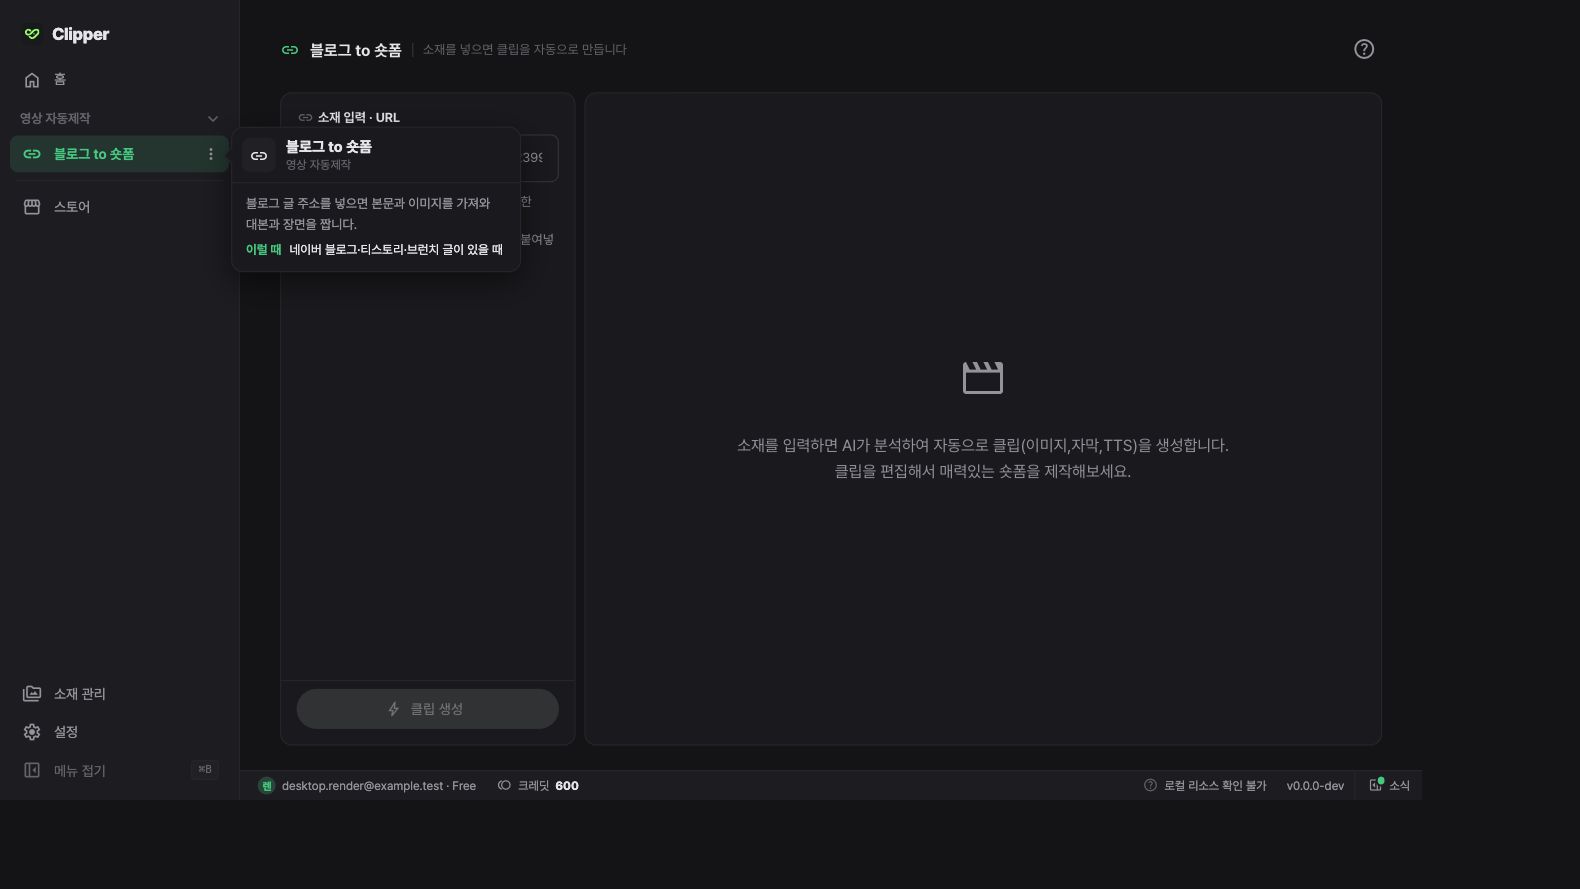 Clipper
홈
영상 자동제작
블로그 to 숏폼
스토어
소재 관리
설정
메뉴 접기
⌘B
블로그 to 숏폼
소재를 넣으면 클립을 자동으로 만듭니다
소재 입력 · URL
블로그 to 숏폼
영상 자동제작
블로그 글 주소를 넣으면 본문과 이미지를 가져와
대본과 장면을 짭니다.
이럴 때 네이버 블로그·티스토리·브런치 글이 있을 때
한
붙여넣
클립 생성
소재를 입력하면 AI가 분석하여 자동으로 클립(이미지,자막,TTS)을 생성합니다.
클립을 편집해서 매력있는 숏폼을 제작해보세요.
렌 desktop.render@example.test · Free
크레딧 600
로컬 리소스 확인 불가
v0.0.0-dev
소식